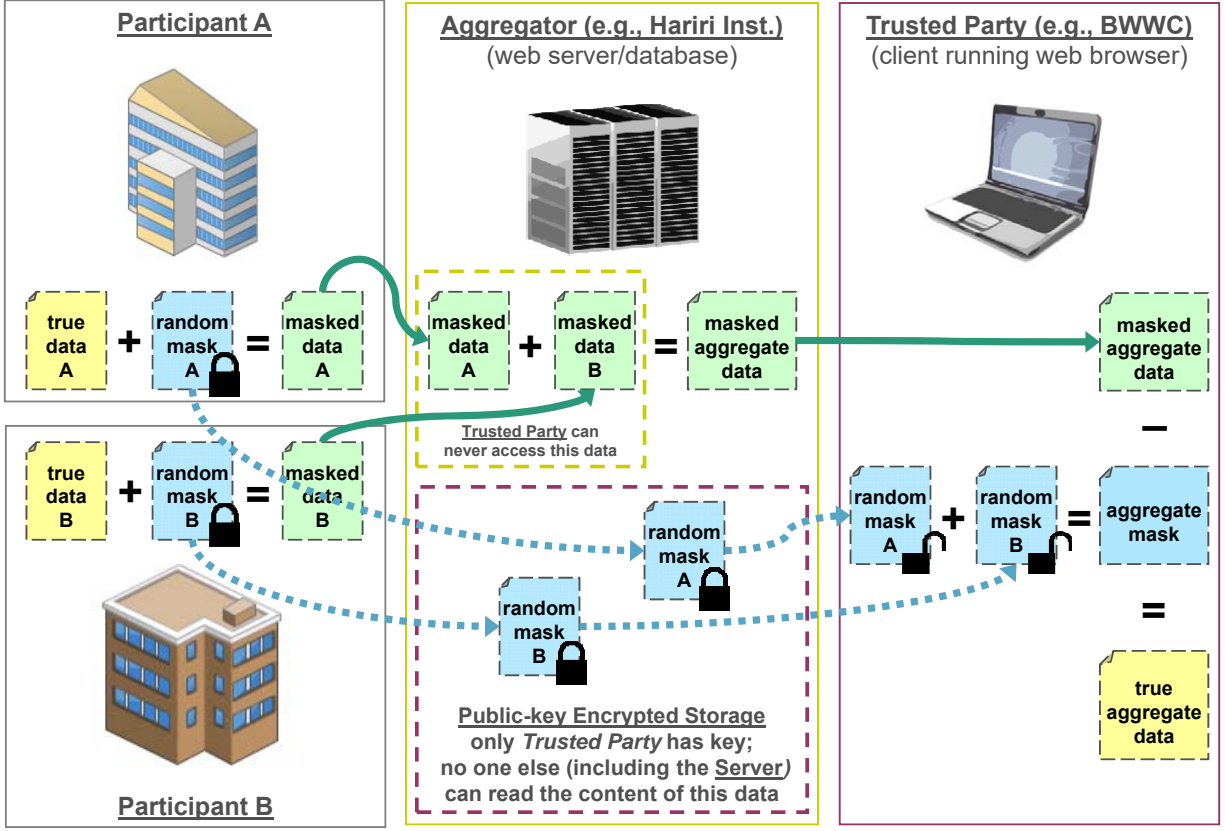 Participant A
true
data
A
+
random
mask
A
=
masked
data
A
Participant B
true
data
B
+
random
mask
B
=
masked
data
B
Aggregator (e.g., Hariri Inst.)
(web server/database)
masked
data
A
+
masked
data
B
=
masked
aggregate
data
Trusted Party can
never access this data
random
mask
A
random
mask
B
Public-key Encrypted Storage
only Trusted Party has key;
no one else (including the Server)
can read the content of this data
Trusted Party (e.g., BWWC)
(client running web browser)
masked
aggregate
data
–
random
mask
A
+
random
mask
B
=
aggregate
mask
=
true
aggregate
data